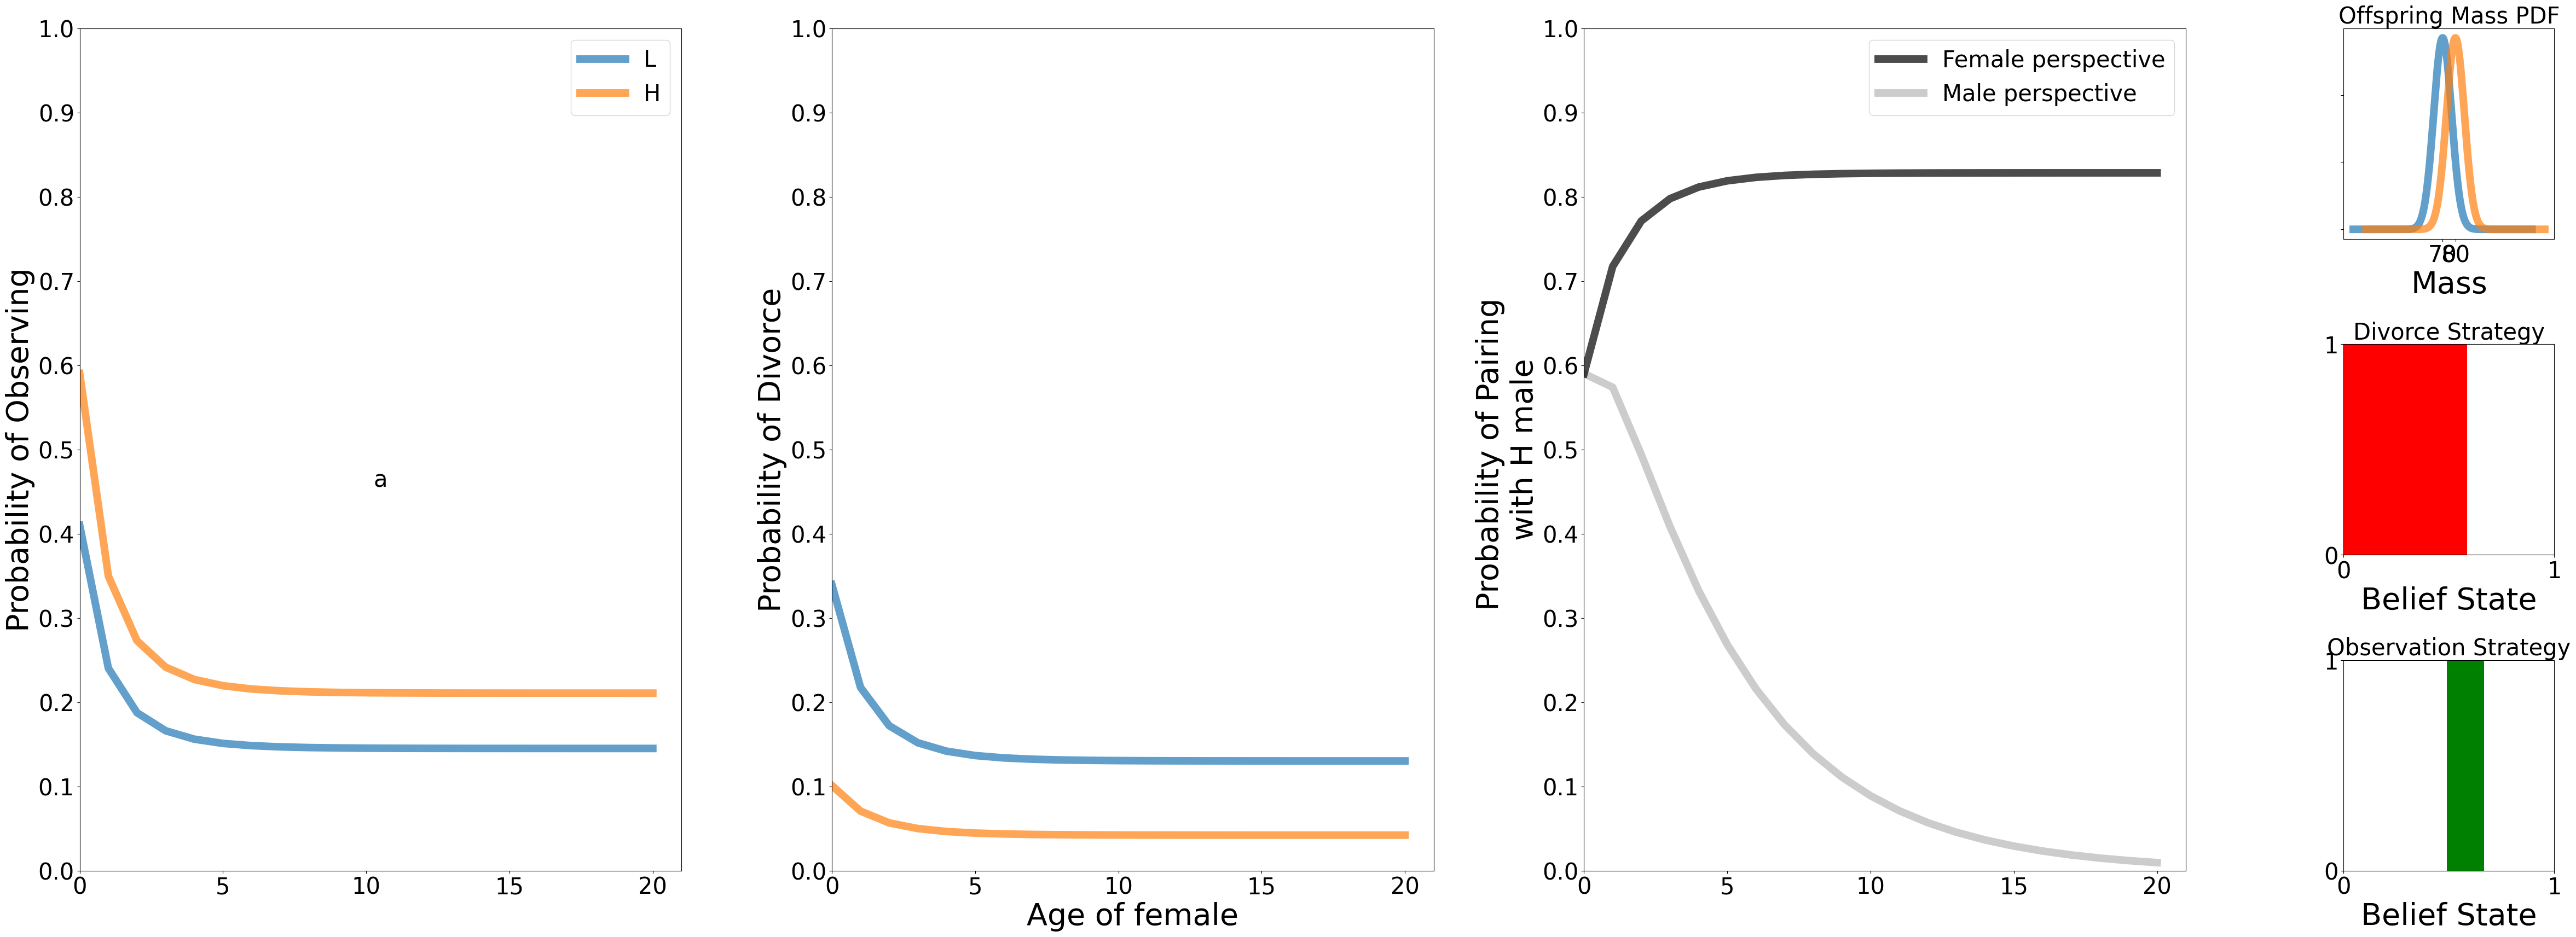 Probability of Observing
1.0
0.9
0.8
0.7
0.6
0.5
0.4
0.3
0.2
0.1
0.0
0 5 10 15 20
L
H
a
Probability of Divorce
1.0
0.9
0.8
0.7
0.6
0.5
0.4
0.3
0.2
0.1
0.0
0 5 10 15 20
Age of female
Probability of Pairing
with H male
1.0
0.9
0.8
0.7
0.6
0.5
0.4
0.3
0.2
0.1
0.0
0 5 10 15 20
Female perspective
Male perspective
Offspring Mass PDF
Mass
Divorce Strategy
1
0
0 1
Belief State
Observation Strategy
1
0
0 1
Belief State